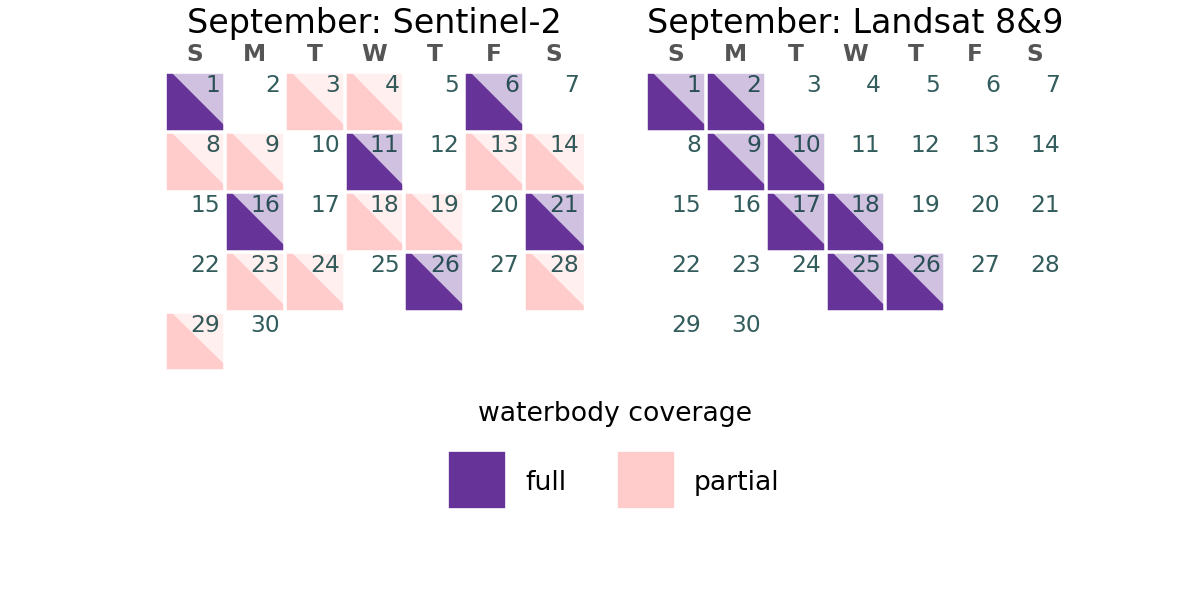 September: Sentinel-2
S M T W T F S
1 2 3 4 5 6 7
8 9 10 11 12 13 14
15 16 17 18 19 20 21
22 23 24 25 26 27 28
29 30
September: Landsat 8&9
S M T W T F S
1 2 3 4 5 6 7
8 9 10 11 12 13 14
15 16 17 18 19 20 21
22 23 24 25 26 27 28
29 30
waterbody coverage
full partial